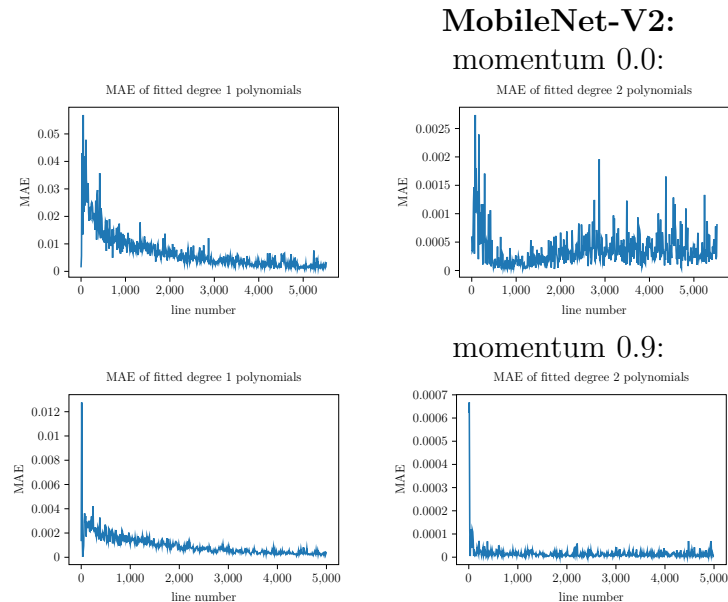 MobileNet-V2:
momentum 0.0:
MAE of fitted degree 1 polynomials
MAE
0.05
0.04
0.03
0.02
0.01
0
0 1,000 2,000 3,000 4,000 5,000
line number
MAE of fitted degree 2 polynomials
MAE
0.0025
0.002
0.0015
0.001
0.0005
0
0 1,000 2,000 3,000 4,000 5,000
line number
momentum 0.9:
MAE of fitted degree 1 polynomials
MAE
0.012
0.01
0.008
0.006
0.004
0.002
0
0 1,000 2,000 3,000 4,000 5,000
line number
MAE of fitted degree 2 polynomials
MAE
0.0007
0.0006
0.0005
0.0004
0.0003
0.0002
0.0001
0
0 1,000 2,000 3,000 4,000 5,000
line number